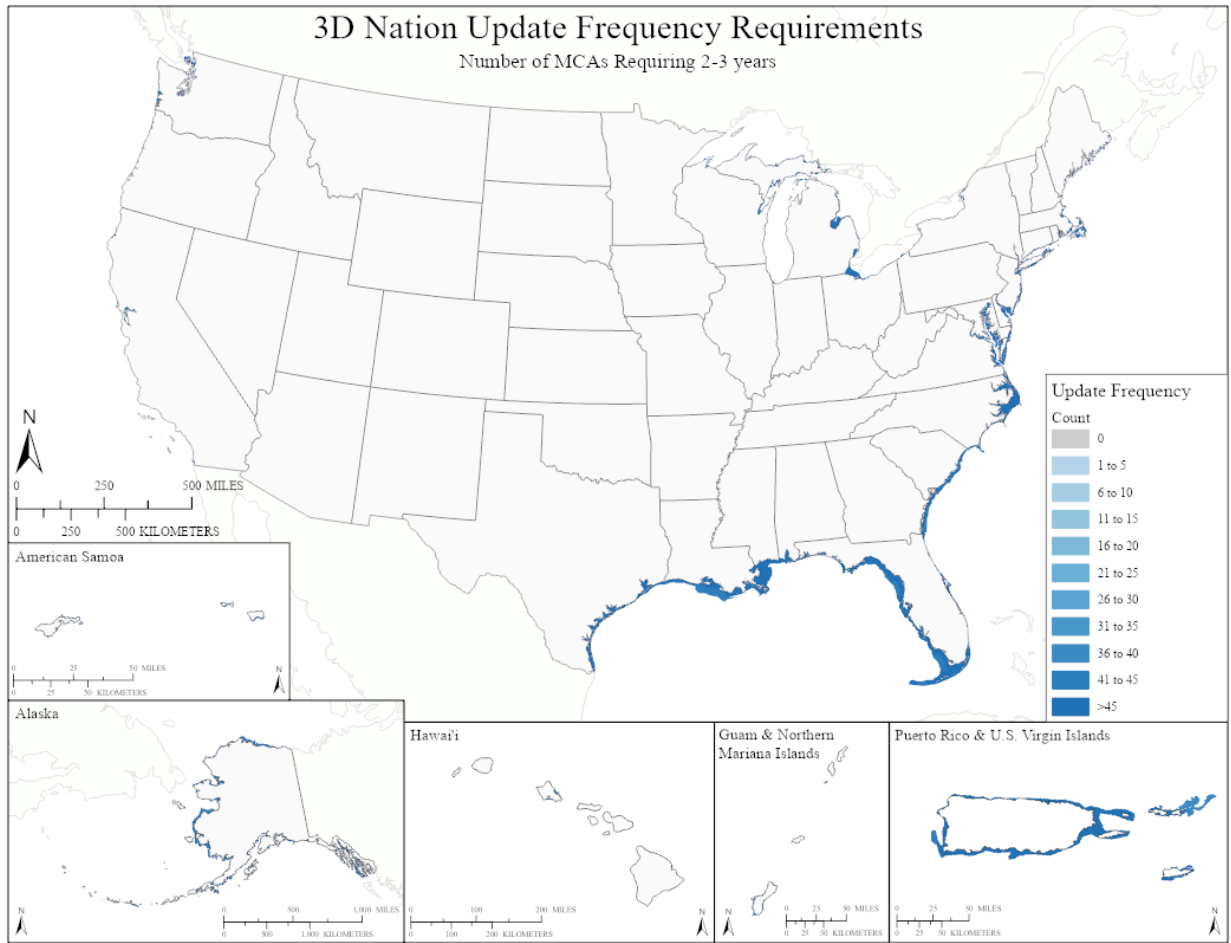 3D Nation Update Frequency Requirements
Number of MCAs Requiring 2-3 years
N
0 250 500 MILES
0 250 500 KILOMETERS
Update Frequency
Count
0
1 to 5
6 to 10
11 to 15
16 to 20
21 to 25
26 to 30
31 to 35
36 to 40
41 to 45
>45
American Samoa
0 25 50 MILES
0 25 50 KILOMETERS
N
Alaska
N
0 500 1,000 MILES
0 500 1,000 KILOMETERS
Hawai'i
0 100 200 MILES
0 100 200 KILOMETERS
N
Guam & Northern
Mariana Islands
0 25 50 MILES
0 25 50 KILOMETERS
N
Puerto Rico & U.S. Virgin Islands
0 25 50 MILES
0 25 50 KILOMETERS
N